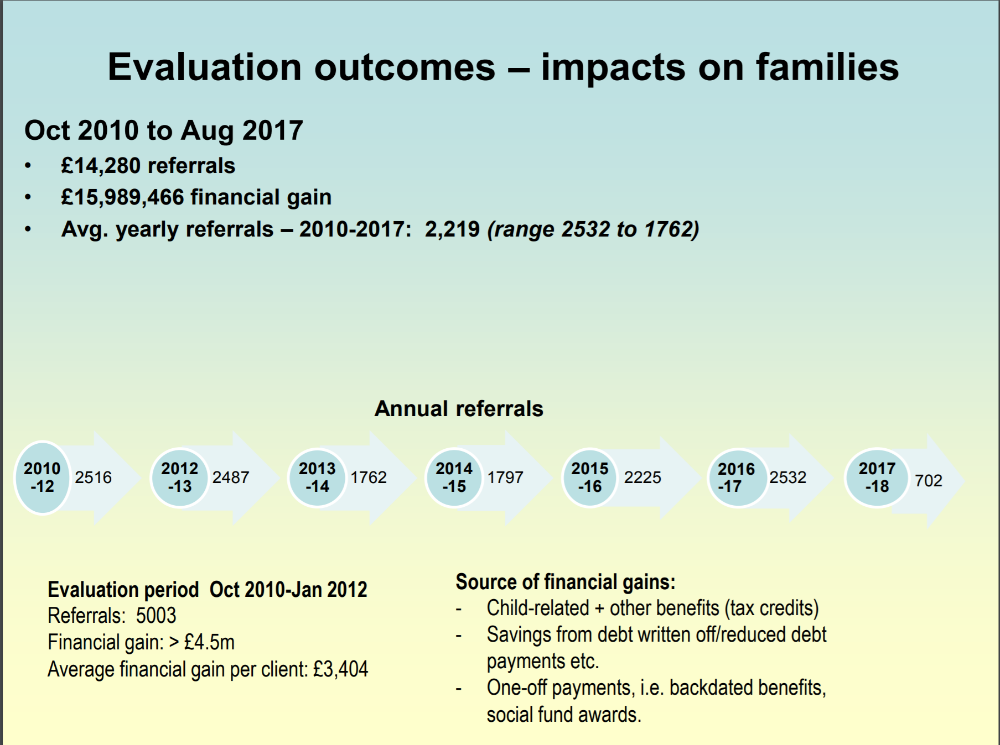 Evaluation outcomes – impacts on families
Oct 2010 to Aug 2017
• £14,280 referrals
• £15,989,466 financial gain
• Avg. yearly referrals – 2010-2017: 2,219 (range 2532 to 1762)
Annual referrals
2010
-12
2516
2012
-13
2487
2013
-14
1762
2014
-15
1797
2015
-16
2225
2016
-17
2532
2017
-18
702
Evaluation period Oct 2010-Jan 2012
Referrals: 5003
Financial gain: > £4.5m
Average financial gain per client: £3,404
Source of financial gains:
- Child-related + other benefits (tax credits)
- Savings from debt written off/reduced debt
payments etc.
- One-off payments, i.e. backdated benefits,
social fund awards.